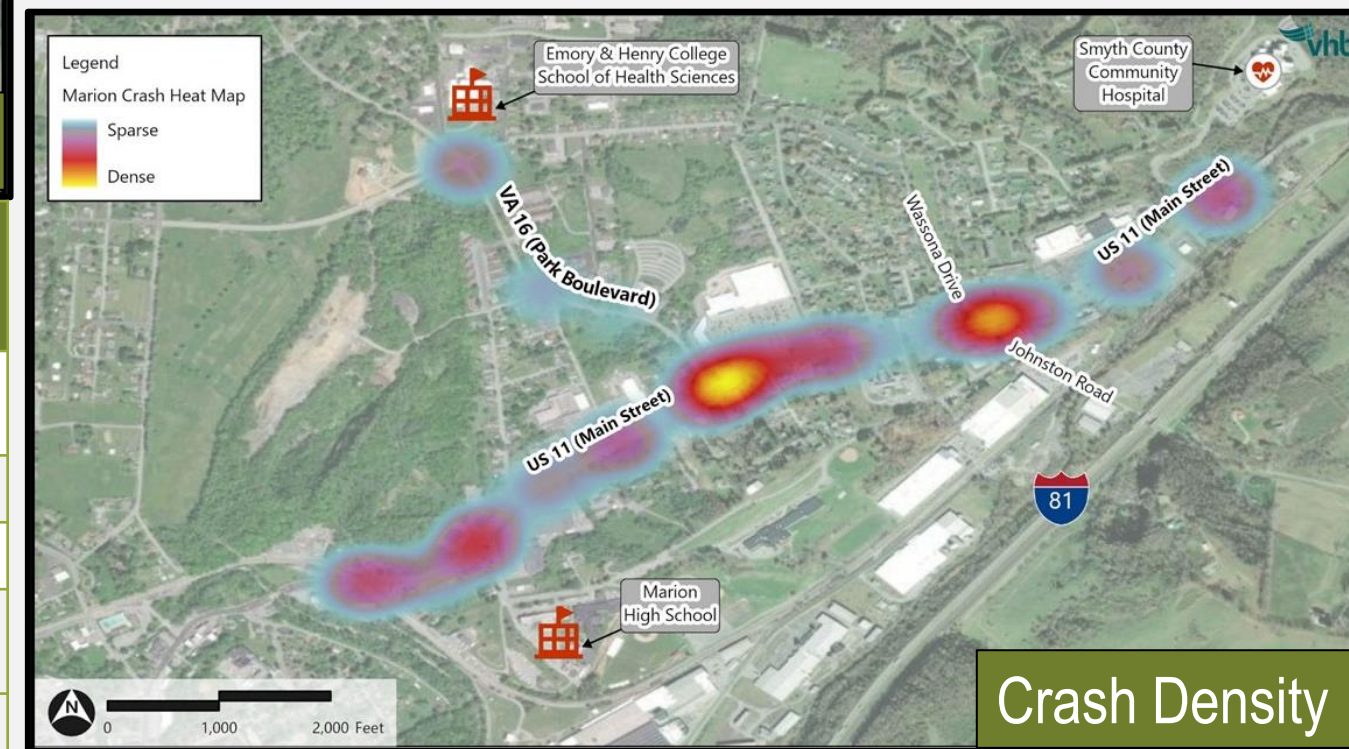 Legend
Marion Crash Heat Map
Sparse
Dense
Emory & Henry College
School of Health Sciences
Smyth County
Community
Hospital
vhb
VA 16 (Park Boulevard)
Wassona Drive
US 11 (Main Street)
Johnston Road
US 11 (Main Street)
81
Marion
High School
N
0 1,000 2,000 Feet
Crash Density